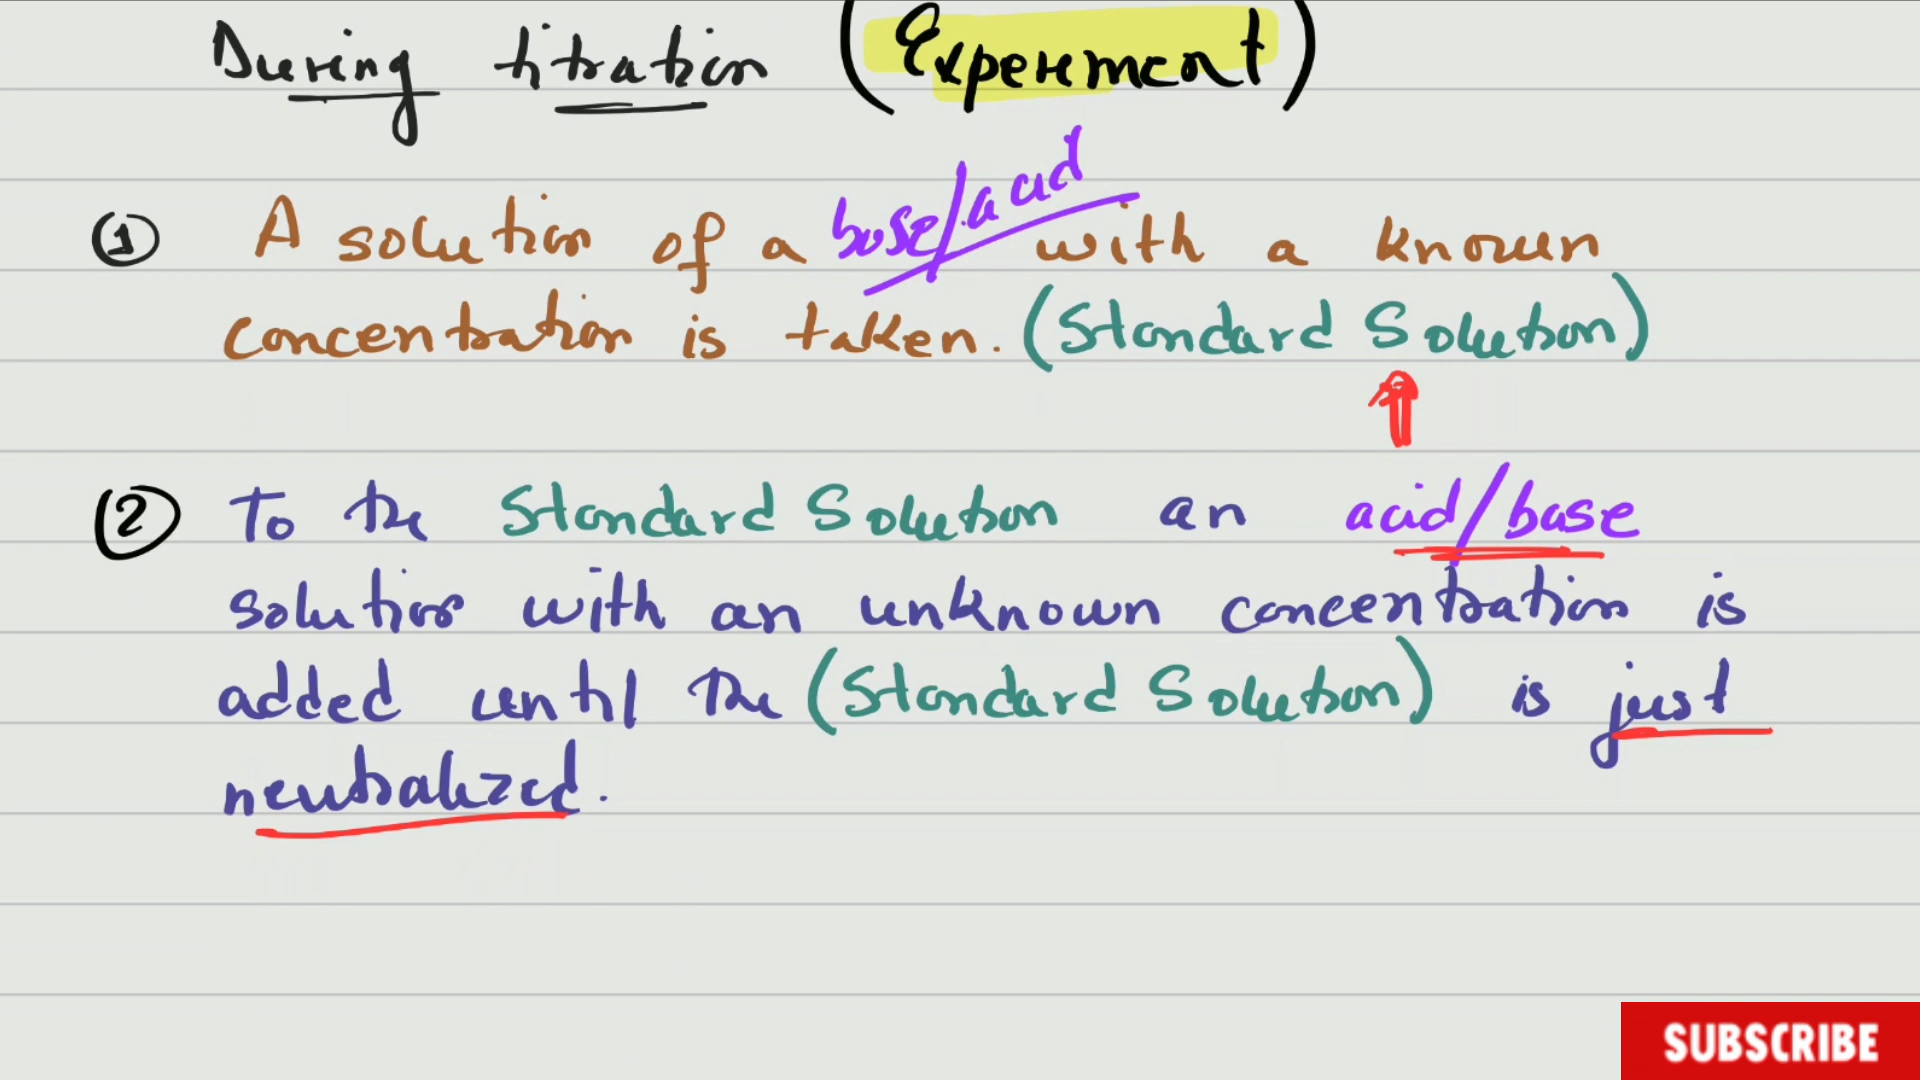 During titration (Experiment)
① A solution of a base/acid with a known
concentration is taken. (Standard Solution)
② To the Standard Solution an acid/base
solution with an unknown concentration is
added until the (Standard Solution) is just
neutralized.
SUBSCRIBE